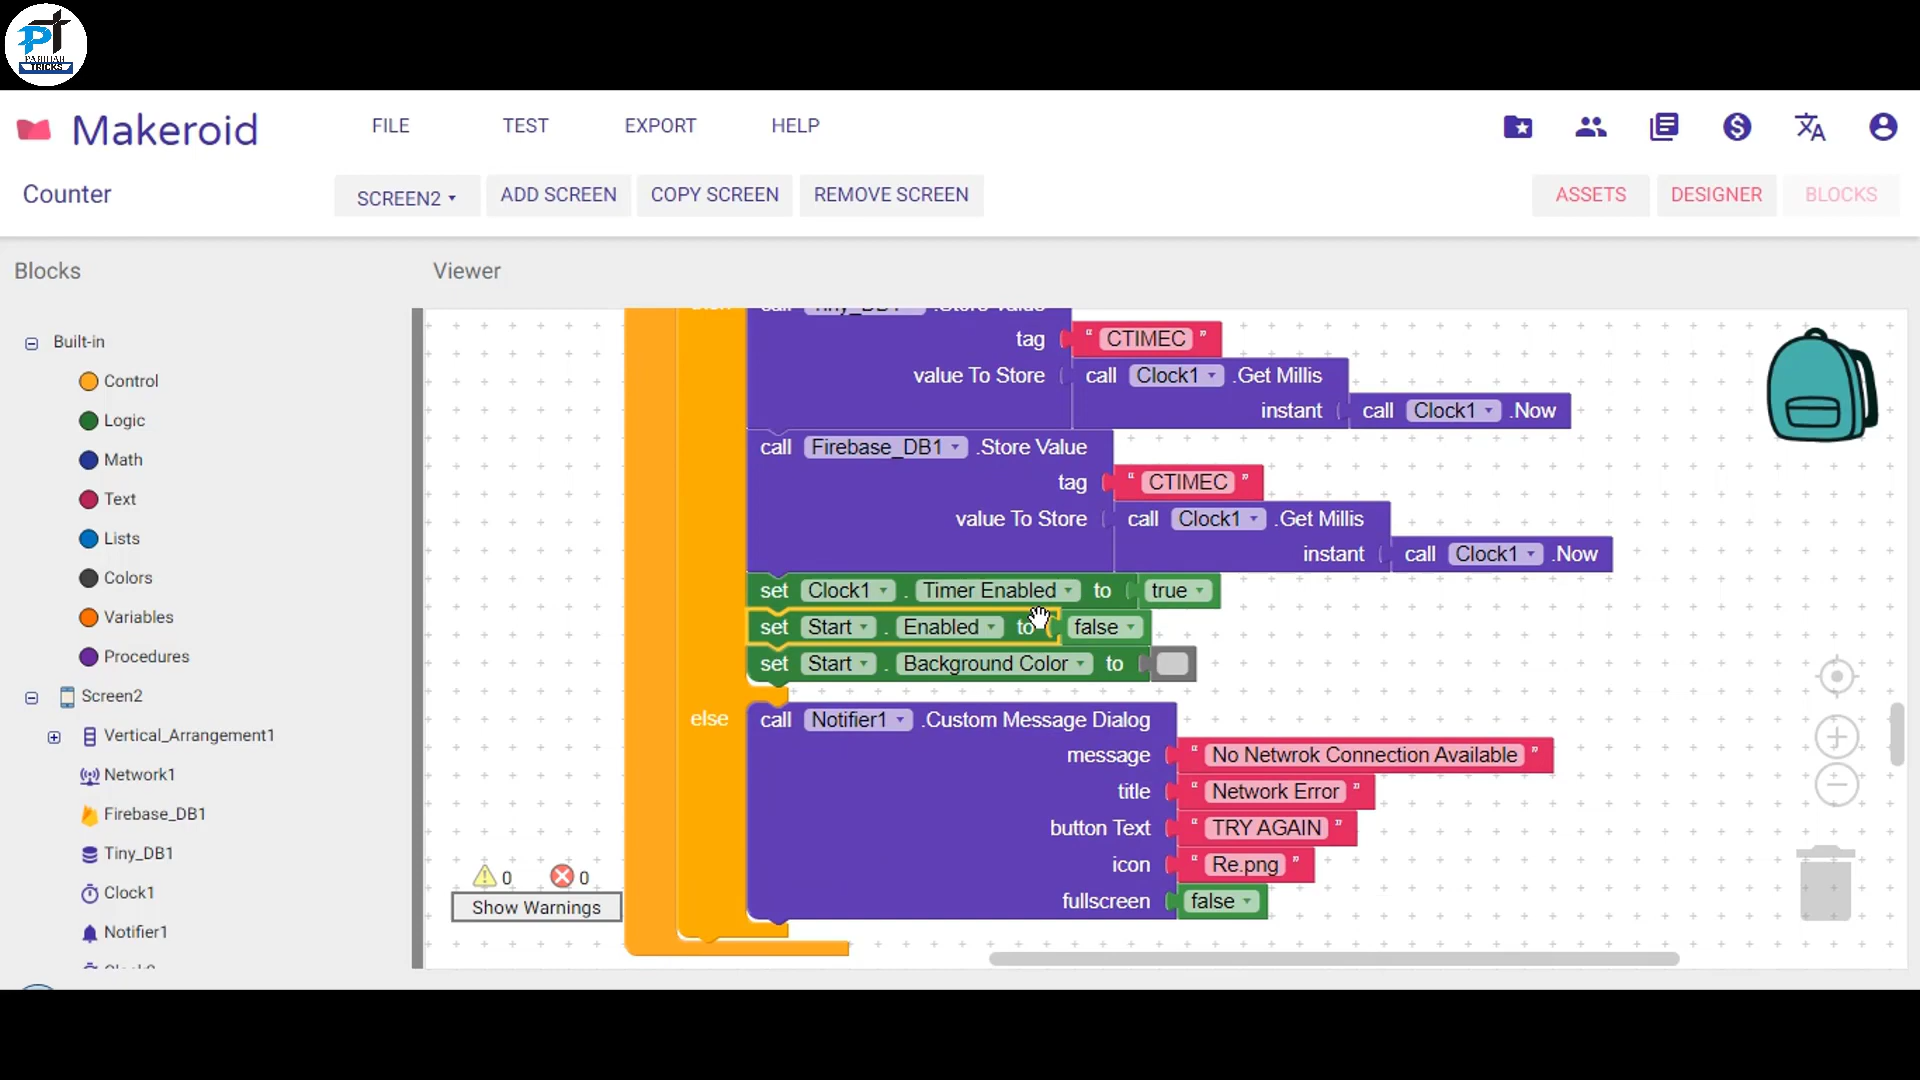 PT
TRICKS
Makeroid
FILE
TEST
EXPORT
HELP
Counter
SCREEN2
ADD SCREEN
COPY SCREEN
REMOVE SCREEN
ASSETS
DESIGNER
BLOCKS
Blocks
Viewer
Built-in
Control
Logic
Math
Text
Lists
Colors
Variables
Procedures
Screen2
Vertical_Arrangement1
Network1
Firebase_DB1
Tiny_DB1
Clock1
Notifier1
tag " CTIMEC "
value To Store call Clock1 .Get Millis
instant call Clock1 .Now
call Firebase_DB1 .Store Value
tag " CTIMEC "
value To Store call Clock1 .Get Millis
instant call Clock1 .Now
set Clock1 . Timer Enabled to true
set Start . Enabled to false
set Start . Background Color to
else call Notifier1 .Custom Message Dialog
message " No Netwrok Connection Available "
title " Network Error "
button Text " TRY AGAIN "
icon " Re.png "
fullscreen false
0 0
Show Warnings